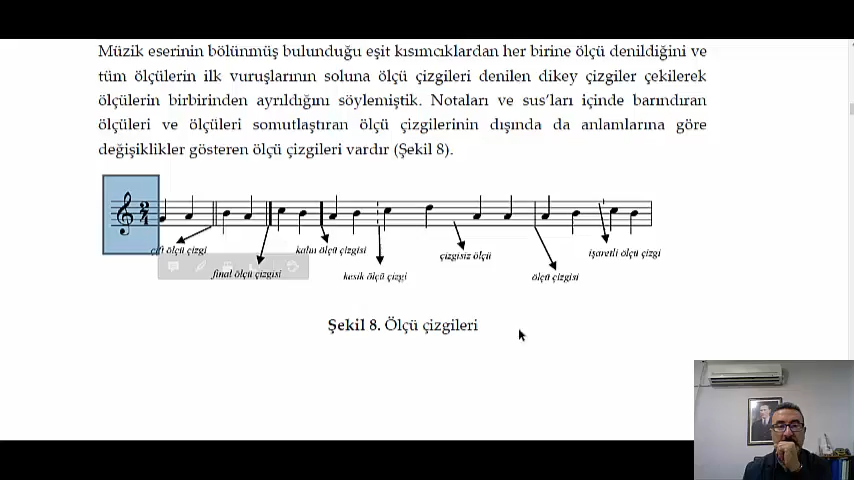 Müzik eserinin bölünmüş bulunduğu eşit kısımcıklardan her birine ölçü denildiğini ve
tüm ölçülerin ilk vuruşlarının soluna ölçü çizgileri denilen dikey çizgiler çekilerek
ölçülerin birbirinden ayrıldığını söylemiştik. Notaları ve sus'ları içinde barındıran
ölçüleri ve ölçüleri somutlaştıran ölçü çizgilerinin dışında da anlamlarına göre
değişiklikler gösteren ölçü çizgileri vardır (Şekil 8).
2
4
çift ölçü çizgi
kalın ölçü çizgisi
çizgisiz ölçü
işaretli ölçü çizgi
final ölçü çizgisi
kesik ölçü çizgi
ölçü çizgisi
Şekil 8. Ölçü çizgileri